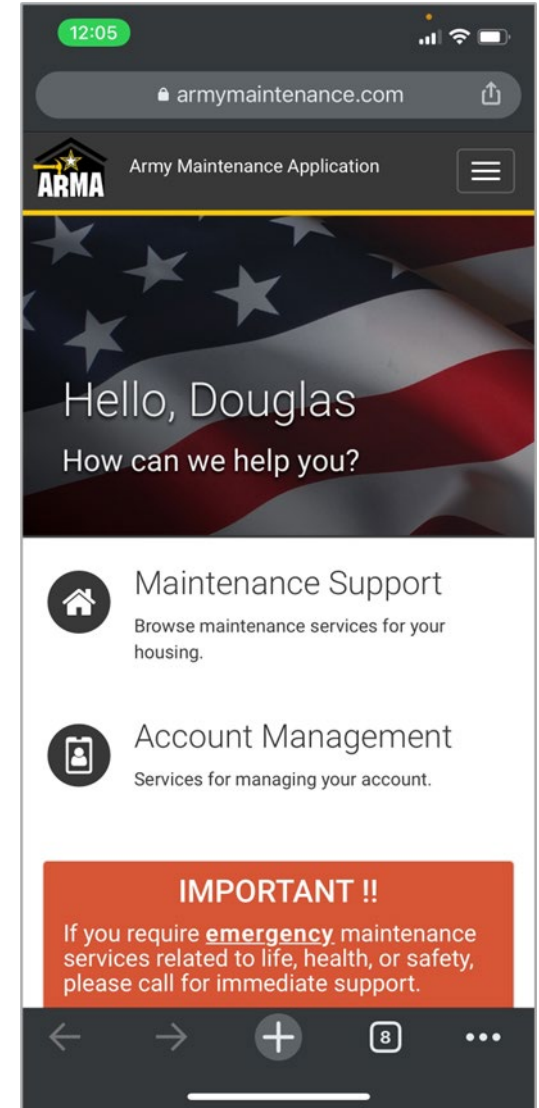 12:05
armymaintenance.com
ARMA
Army Maintenance Application
Hello, Douglas
How can we help you?
Maintenance Support
Browse maintenance services for your
housing.
Account Management
Services for managing your account.
IMPORTANT !!
If you require emergency maintenance
services related to life, health, or safety,
please call for immediate support.
8